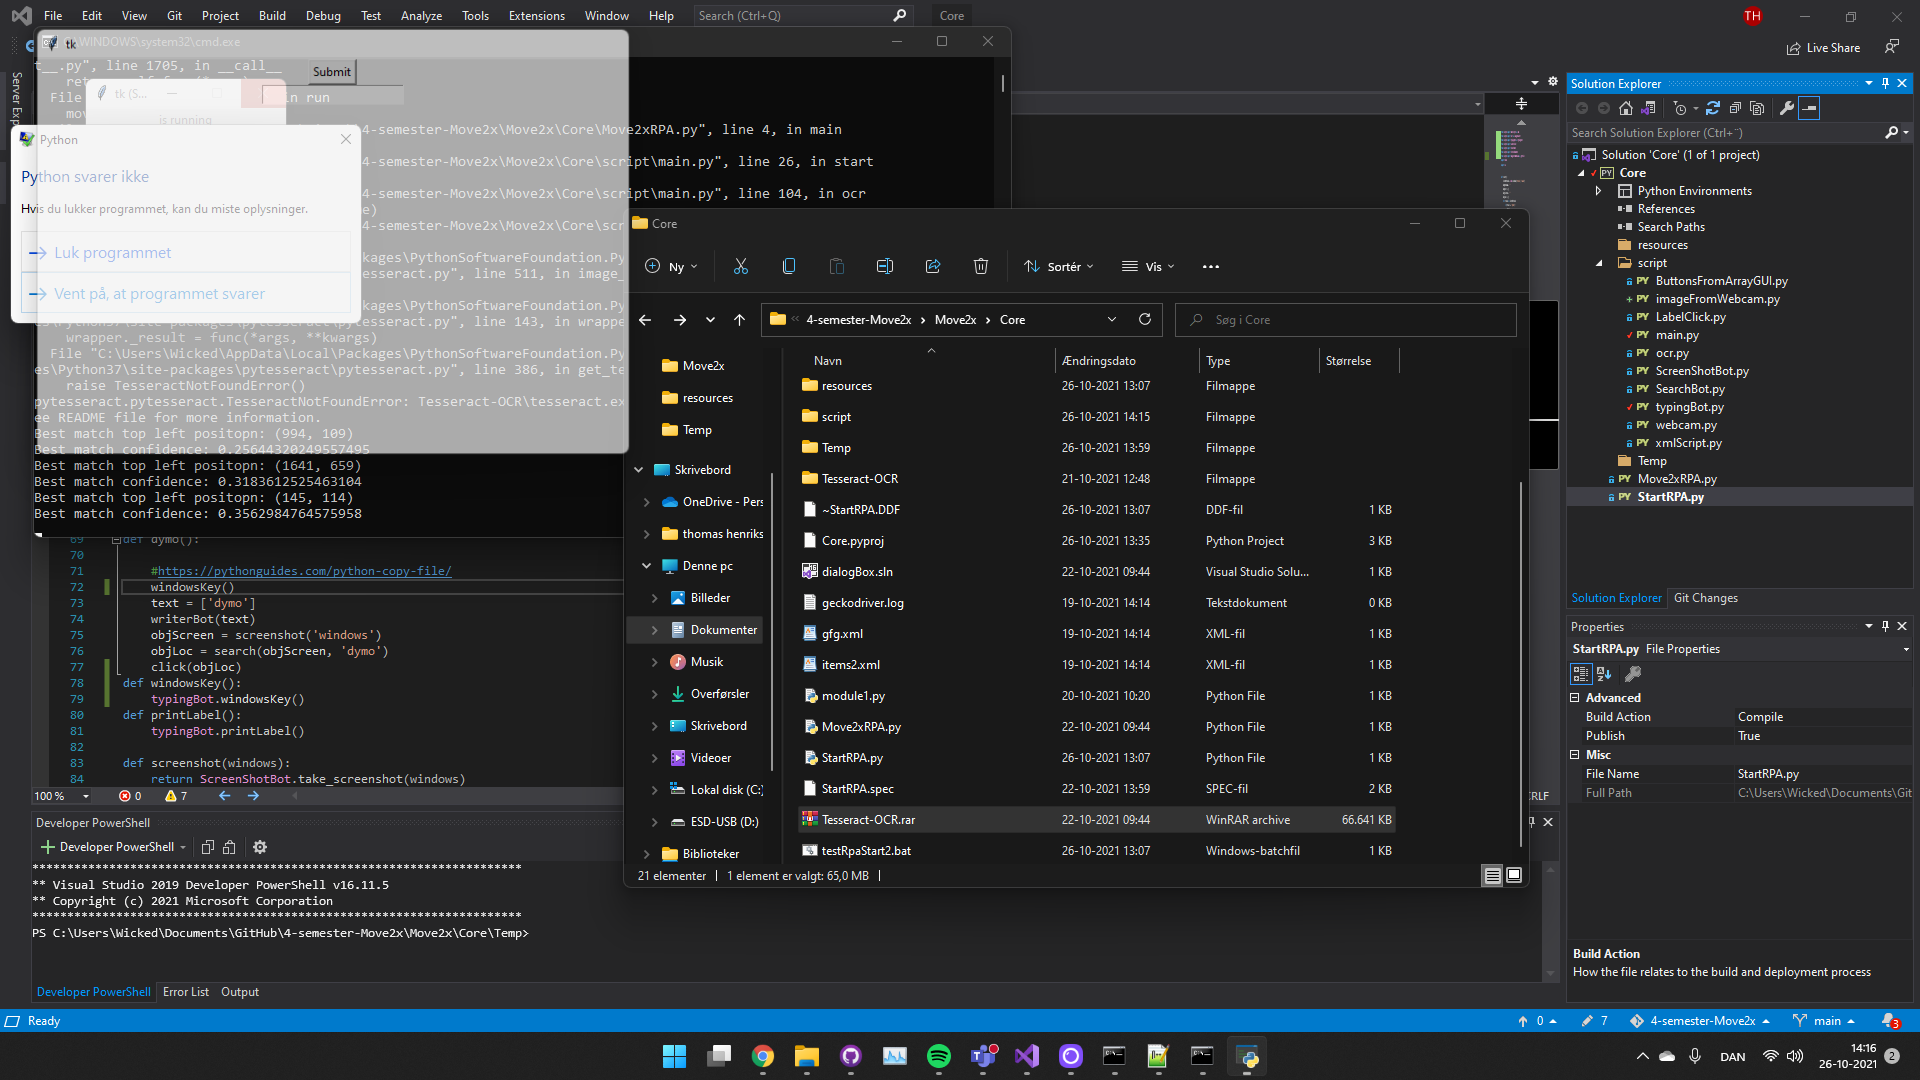 File Edit View Git Project Build Debug Test Analyze Tools Extensions Window Help Search (Ctrl+Q) Core TH
Live Share
C:\WINDOWS\system32\cmd.exe
tk
t__.py", line 1705, in __call__
Submit
tk (S...
File
in run
is running
4-semester-Move2x\Move2x\Core\Move2xRPA.py", line 4, in main
4-semester-Move2x\Move2x\Core\script\main.py", line 26, in start
4-semester-Move2x\Move2x\Core\script\main.py", line 104, in ocr
Python
Python svarer ikke
Hvis du lukker programmet, kan du miste oplysninger.
Luk programmet
Vent på, at programmet svarer
ckages\PythonSoftwareFoundation.Py
tesseract.py", line 511, in image_
ckages\PythonSoftwareFoundation.Py
es\Python37\site-packages\pytesseract\pytesseract.py", line 143, in wrappe
wrapper._result = func(*args, **kwargs)
File "C:\Users\Wicked\AppData\Local\Packages\PythonSoftwareFoundation.Py
es\Python37\site-packages\pytesseract\pytesseract.py", line 386, in get_te
raise TesseractNotFoundError()
pytesseract.pytesseract.TesseractNotFoundError: Tesseract-OCR\tesseract.ex
ee README file for more information.
Best match top left positopn: (994, 109)
Best match confidence: 0.25644320249557495
Best match top left positopn: (1641, 659)
Best match confidence: 0.3183612525463104
Best match top left positopn: (145, 114)
Best match confidence: 0.3562984764575958
69 def dymo():
70
71 #https://pythonguides.com/python-copy-file/
72 windowsKey()
73 text = ['dymo']
74 writerBot(text)
75 objScreen = screenshot('windows')
76 objLoc = search(objScreen, 'dymo')
77 click(objLoc)
78 def windowsKey():
79 typingBot.windowsKey()
80 def printLabel():
81 typingBot.printLabel()
82
83 def screenshot(windows):
84 return ScreenShotBot.take_screenshot(windows)
100 % 0 7
CRLF
Developer PowerShell
Developer PowerShell
**********************************************************************
** Visual Studio 2019 Developer PowerShell v16.11.5
** Copyright (c) 2021 Microsoft Corporation
**********************************************************************
PS C:\Users\Wicked\Documents\GitHub\4-semester-Move2x\Move2x\Core\Temp>
Developer PowerShell Error List Output
Core
Ny Sortér Vis
4-semester-Move2x › Move2x › Core
Søg i Core
Move2x
resources
Temp
Skrivebord
OneDrive - Pers
thomas henriks
Denne pc
Billeder
Dokumenter
Musik
Overførsler
Skrivebord
Videoer
Lokal disk (C:)
ESD-USB (D:)
Biblioteker
Navn Ændringsdato Type Størrelse
resources 26-10-2021 13:07 Filmappe
script 26-10-2021 14:15 Filmappe
Temp 26-10-2021 13:59 Filmappe
Tesseract-OCR 21-10-2021 12:48 Filmappe
~StartRPA.DDF 26-10-2021 13:07 DDF-fil 1 KB
Core.pyproj 26-10-2021 13:35 Python Project 3 KB
dialogBox.sln 22-10-2021 09:44 Visual Studio Solu... 1 KB
geckodriver.log 19-10-2021 14:14 Tekstdokument 0 KB
gfg.xml 19-10-2021 14:14 XML-fil 1 KB
items2.xml 19-10-2021 14:14 XML-fil 1 KB
module1.py 20-10-2021 10:20 Python File 1 KB
Move2xRPA.py 22-10-2021 09:44 Python File 1 KB
StartRPA.py 26-10-2021 13:07 Python File 1 KB
StartRPA.spec 22-10-2021 13:59 SPEC-fil 2 KB
Tesseract-OCR.rar 22-10-2021 09:44 WinRAR archive 66.641 KB
testRpaStart2.bat 26-10-2021 13:07 Windows-batchfil 1 KB
21 elementer 1 element er valgt: 65,0 MB
Solution Explorer
Search Solution Explorer (Ctrl+¨)
Solution 'Core' (1 of 1 project)
Core
Python Environments
References
Search Paths
resources
script
ButtonsFromArrayGUI.py
imageFromWebcam.py
LabelClick.py
main.py
ocr.py
ScreenShotBot.py
SearchBot.py
typingBot.py
webcam.py
xmlScript.py
Temp
Move2xRPA.py
StartRPA.py
Solution Explorer Git Changes
Properties
StartRPA.py File Properties
Advanced
Build Action Compile
Publish True
Misc
File Name StartRPA.py
Full Path C:\Users\Wicked\Documents\Git
Build Action
How the file relates to the build and deployment process
Ready 0 7 4-semester-Move2x main 3
DAN 14:16
26-10-2021 2